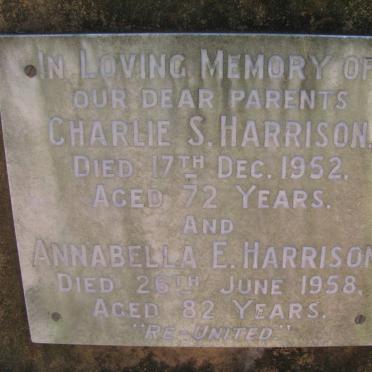 IN LOVING MEMORY OF
OUR DEAR PARENTS
CHARLIE S. HARRISON,
DIED 17TH DEC. 1952,
AGED 72 YEARS.
AND
ANNABELLA E. HARRISON
DIED 26TH JUNE 1958,
AGED 82 YEARS.
"RE-UNITED"